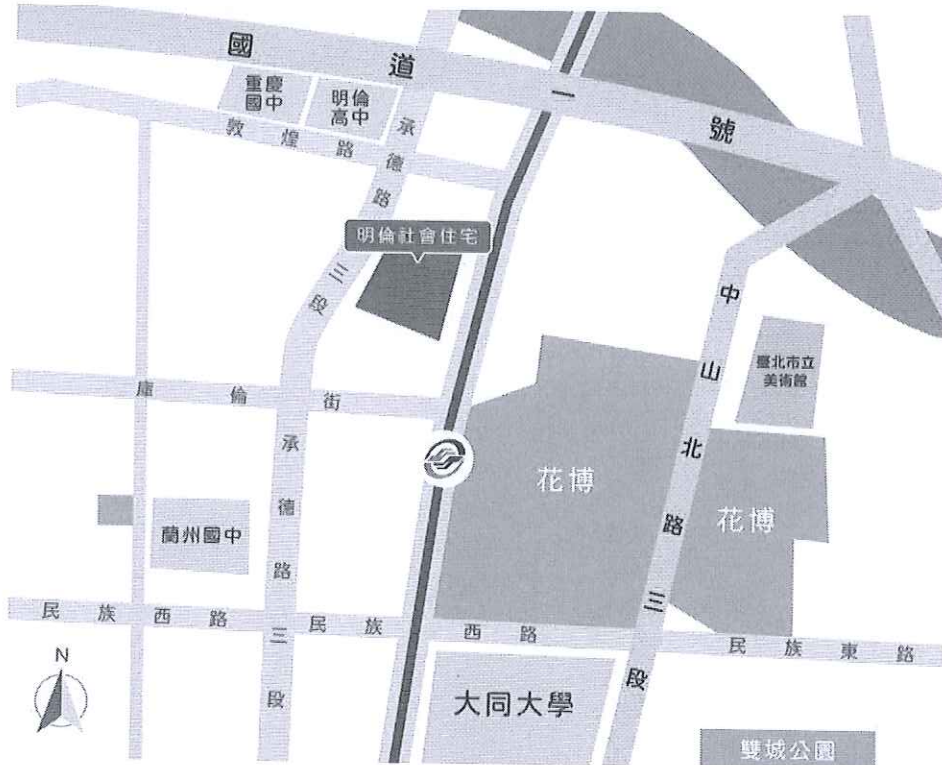 國道一號
重慶
國中
明倫
高中
敦煌路
承德路三段
明倫社會住宅
中山北路三段
臺北市立
美術館
庫倫街
承德路三段
花博
花博
蘭州國中
民族西路
民族西路
民族東路
N
大同大學
雙城公園